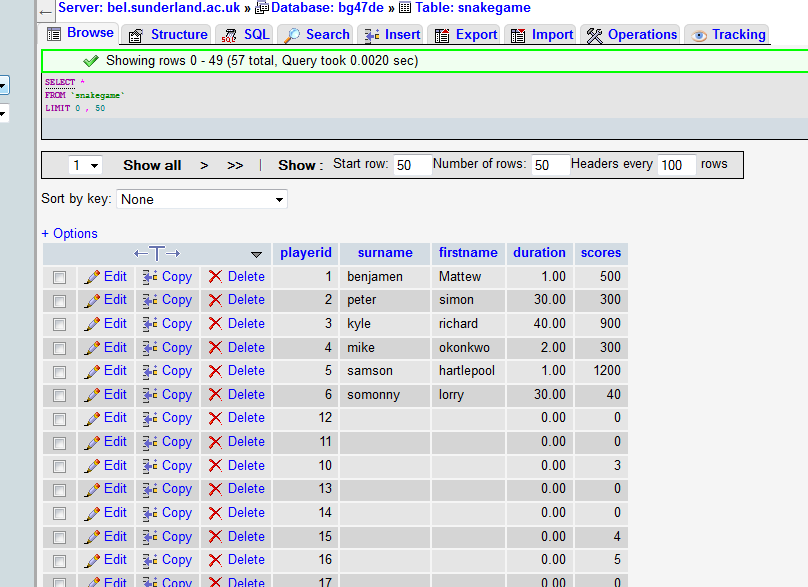 Server: bel.sunderland.ac.uk » Database: bg47de » Table: snakegame
Browse Structure SQL Search Insert Export Import Operations Tracking
Showing rows 0 - 49 (57 total, Query took 0.0020 sec)
SELECT *
FROM `snakegame`
LIMIT 0 , 50
1 Show all > >> | Show : Start row: 50 Number of rows: 50 Headers every 100 rows
Sort by key: None
+ Options
←T→ playerid surname firstname duration scores
Edit Copy Delete 1 benjamen Mattew 1.00 500
Edit Copy Delete 2 peter simon 30.00 300
Edit Copy Delete 3 kyle richard 40.00 900
Edit Copy Delete 4 mike okonkwo 2.00 300
Edit Copy Delete 5 samson hartlepool 1.00 1200
Edit Copy Delete 6 somonny lorry 30.00 40
Edit Copy Delete 12 0.00 0
Edit Copy Delete 11 0.00 0
Edit Copy Delete 10 0.00 3
Edit Copy Delete 13 0.00 0
Edit Copy Delete 14 0.00 0
Edit Copy Delete 15 0.00 4
Edit Copy Delete 16 0.00 5
Edit Copy Delete 17 0.00 0